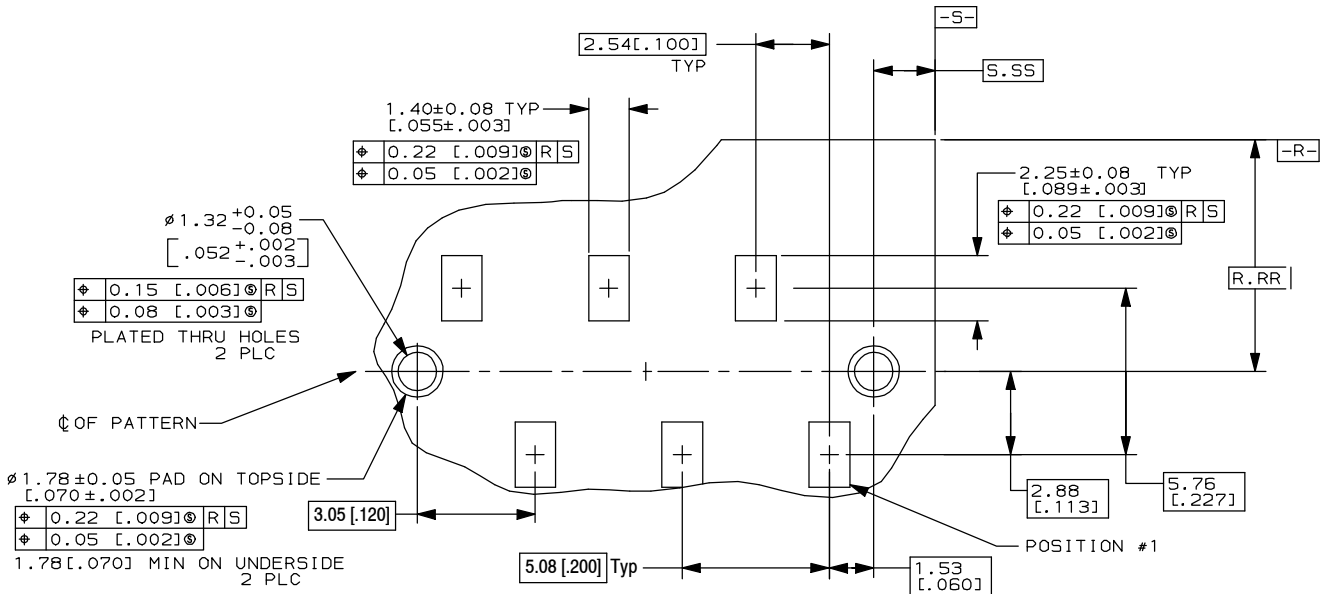 -S-
2.54[.100]
TYP
S.SS
1.40±0.08 TYP
[.055±.003]
⌖ 0.22 [.009]Ⓢ R S
⌖ 0.05 [.002]Ⓢ
-R-
2.25±0.08 TYP
[.089±.003]
⌖ 0.22 [.009]Ⓢ R S
⌖ 0.05 [.002]Ⓢ
⌀1.32 +0.05 -0.08
[.052 +.002 -.003]
⌖ 0.15 [.006]Ⓢ R S
⌖ 0.08 [.003]Ⓢ
PLATED THRU HOLES
2 PLC
R.RR
℄ OF PATTERN
⌀1.78±0.05 PAD ON TOPSIDE
[.070±.002]
⌖ 0.22 [.009]Ⓢ R S
⌖ 0.05 [.002]Ⓢ
1.78[.070] MIN ON UNDERSIDE
2 PLC
3.05 [.120]
2.88
[.113]
5.76
[.227]
POSITION #1
5.08 [.200] Typ
1.53
[.060]